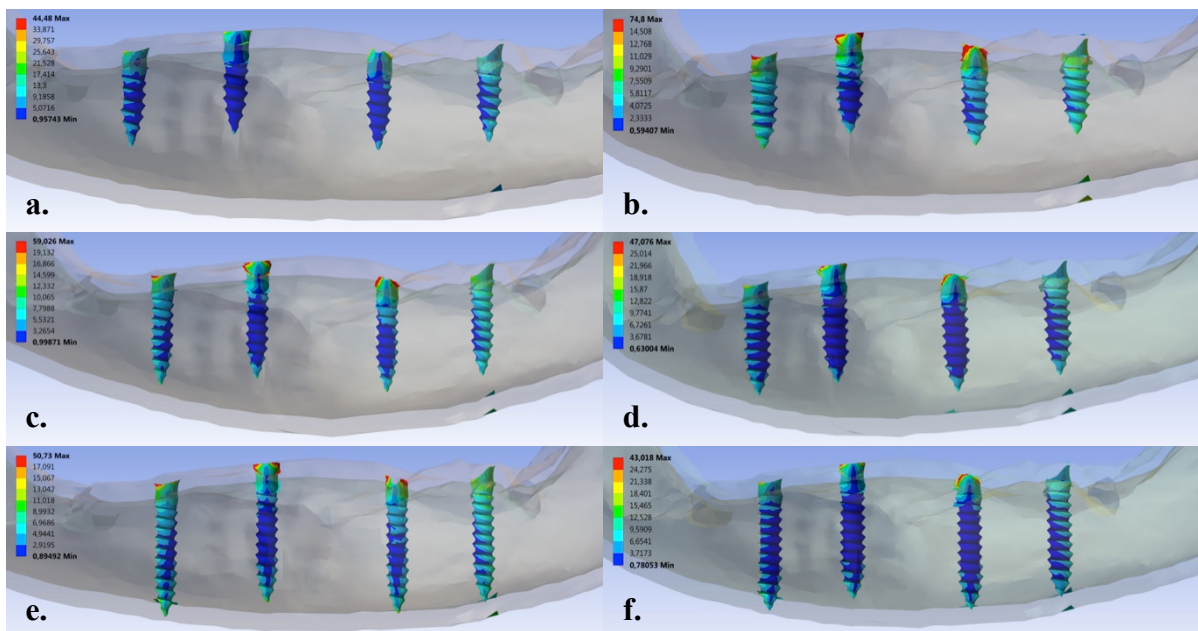 44,48 Max
33,871
29,757
25,643
21,528
17,414
13,3
9,1858
5,0716
0,95743 Min
a.
74,8 Max
14,508
12,768
11,029
9,2901
7,5509
5,8117
4,0725
2,3333
0,59407 Min
b.
59,026 Max
19,132
16,866
14,599
12,332
10,065
7,7988
5,5321
3,2654
0,99871 Min
c.
47,076 Max
25,014
21,966
18,918
15,87
12,822
9,7741
6,7261
3,6781
0,63004 Min
d.
50,73 Max
17,091
15,067
13,042
11,018
8,9932
6,9686
4,9441
2,9195
0,89492 Min
e.
43,018 Max
24,275
21,338
18,401
15,465
12,528
9,5909
6,6541
3,7173
0,78053 Min
f.